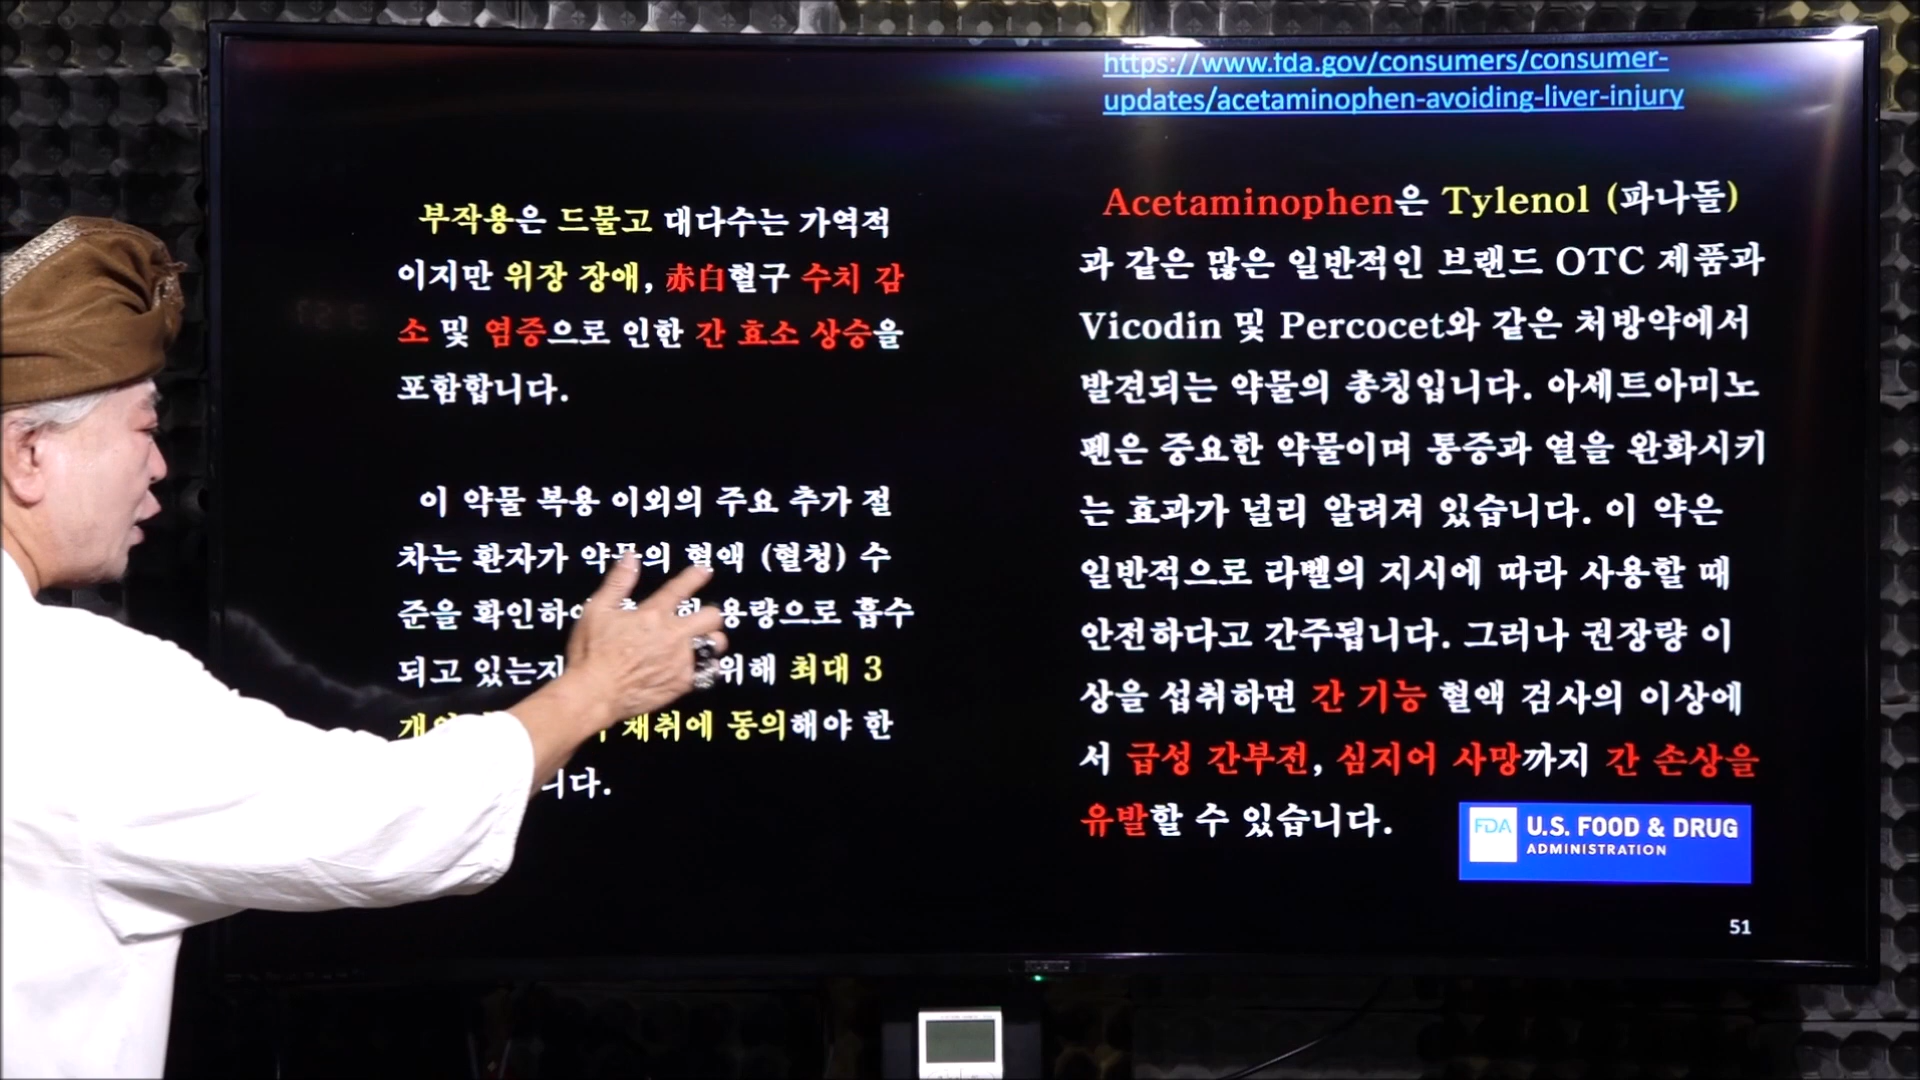 https://www.fda.gov/consumers/consumer-
updates/acetaminophen-avoiding-liver-injury
부작용은 드물고 대다수는 가역적
이지만 위장 장애, 赤白혈구 수치 감
소 및 염증으로 인한 간 효소 상승을
포함합니다.
이 약물 복용 이외의 주요 추가 절
차는 환자가 약물의 혈액 (혈청) 수
준을 확인하여 용량으로 흡수
되고 있는지 위해 최대 3
채취에 동의해야 한
니다.
Acetaminophen은 Tylenol (파나돌)
과 같은 많은 일반적인 브랜드 OTC 제품과
Vicodin 및 Percocet와 같은 처방약에서
발견되는 약물의 총칭입니다. 아세트아미노
펜은 중요한 약물이며 통증과 열을 완화시키
는 효과가 널리 알려져 있습니다. 이 약은
일반적으로 라벨의 지시에 따라 사용할 때
안전하다고 간주됩니다. 그러나 권장량 이
상을 섭취하면 간 기능 혈액 검사의 이상에
서 급성 간부전, 심지어 사망까지 간 손상을
유발할 수 있습니다.
FDA U.S. FOOD & DRUG
ADMINISTRATION
51